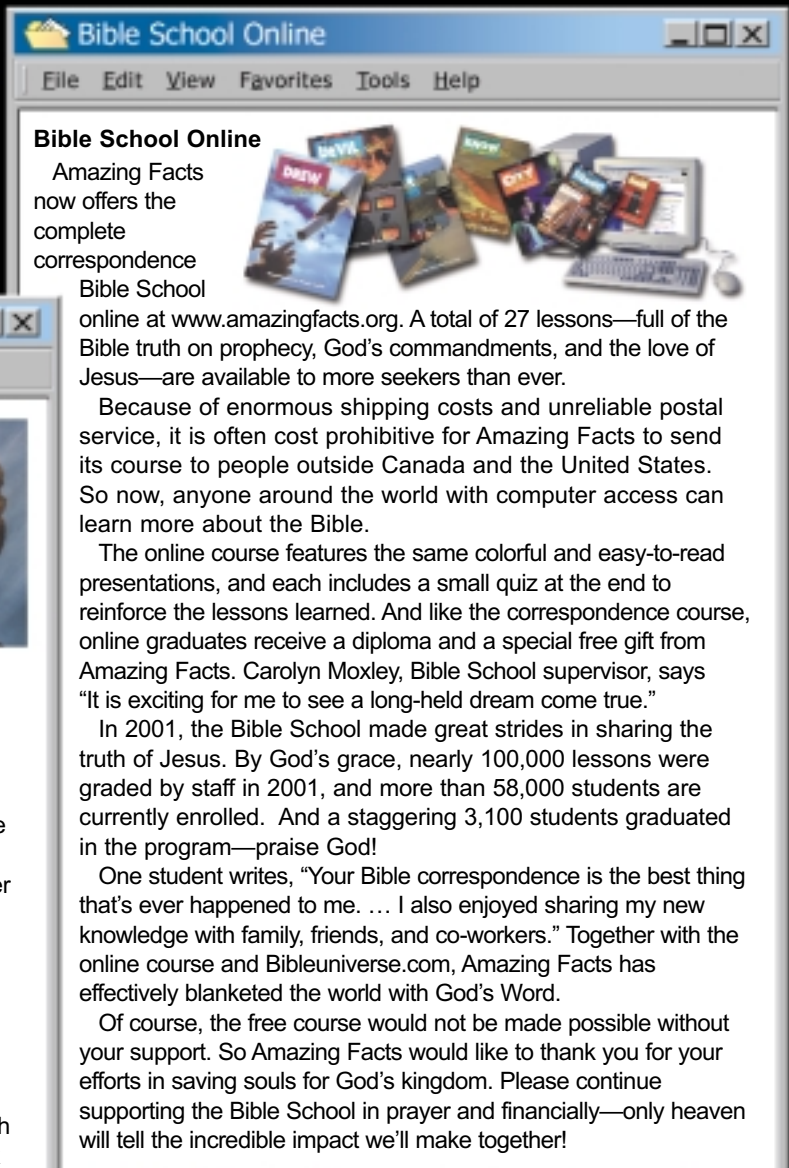 Bible School Online
File Edit View Favorites Tools Help
Bible School Online
Amazing Facts
now offers the
complete
correspondence
Bible School
online at www.amazingfacts.org. A total of 27 lessons—full of the
Bible truth on prophecy, God's commandments, and the love of
Jesus—are available to more seekers than ever.
Because of enormous shipping costs and unreliable postal
service, it is often cost prohibitive for Amazing Facts to send
its course to people outside Canada and the United States.
So now, anyone around the world with computer access can
learn more about the Bible.
The online course features the same colorful and easy-to-read
presentations, and each includes a small quiz at the end to
reinforce the lessons learned. And like the correspondence course,
online graduates receive a diploma and a special free gift from
Amazing Facts. Carolyn Moxley, Bible School supervisor, says
“It is exciting for me to see a long-held dream come true.”
In 2001, the Bible School made great strides in sharing the
truth of Jesus. By God's grace, nearly 100,000 lessons were
graded by staff in 2001, and more than 58,000 students are
currently enrolled. And a staggering 3,100 students graduated
in the program—praise God!
One student writes, “Your Bible correspondence is the best thing
that's ever happened to me. … I also enjoyed sharing my new
knowledge with family, friends, and co-workers.” Together with the
online course and Bibleuniverse.com, Amazing Facts has
effectively blanketed the world with God's Word.
Of course, the free course would not be made possible without
your support. So Amazing Facts would like to thank you for your
efforts in saving souls for God's kingdom. Please continue
supporting the Bible School in prayer and financially—only heaven
will tell the incredible impact we'll make together!